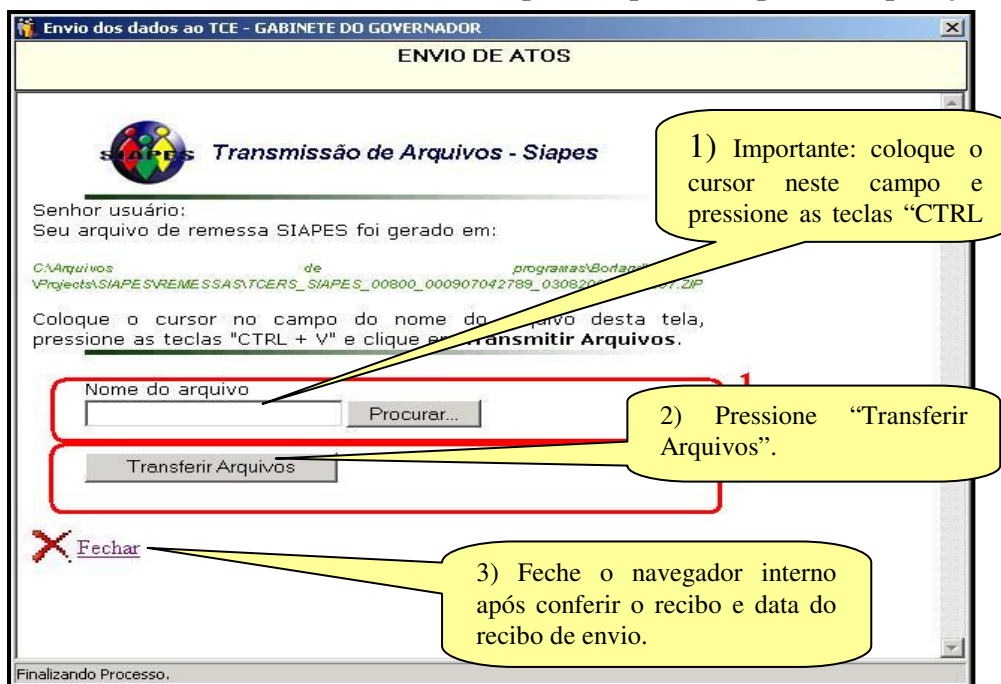 Envio dos dados ao TCE - GABINETE DO GOVERNADOR
ENVIO DE ATOS
SIAPES
Transmissão de Arquivos - Siapes
1) Importante: coloque o
cursor neste campo e
pressione as teclas “CTRL
Senhor usuário:
Seu arquivo de remessa SIAPES foi gerado em:
C:\Arquivos de programas\Borland
\Projects\SIAPES\REMESSAS\TCERS_SIAPES_00800_000907042789_030820
Coloque o cursor no campo do nome do arquivo desta tela,
pressione as teclas "CTRL + V" e clique em Transmitir Arquivos.
Nome do arquivo
Procurar...
1
2) Pressione “Transferir
Arquivos”.
Transferir Arquivos
Fechar
3) Feche o navegador interno
após conferir o recibo e data do
recibo de envio.
Finalizando Processo.